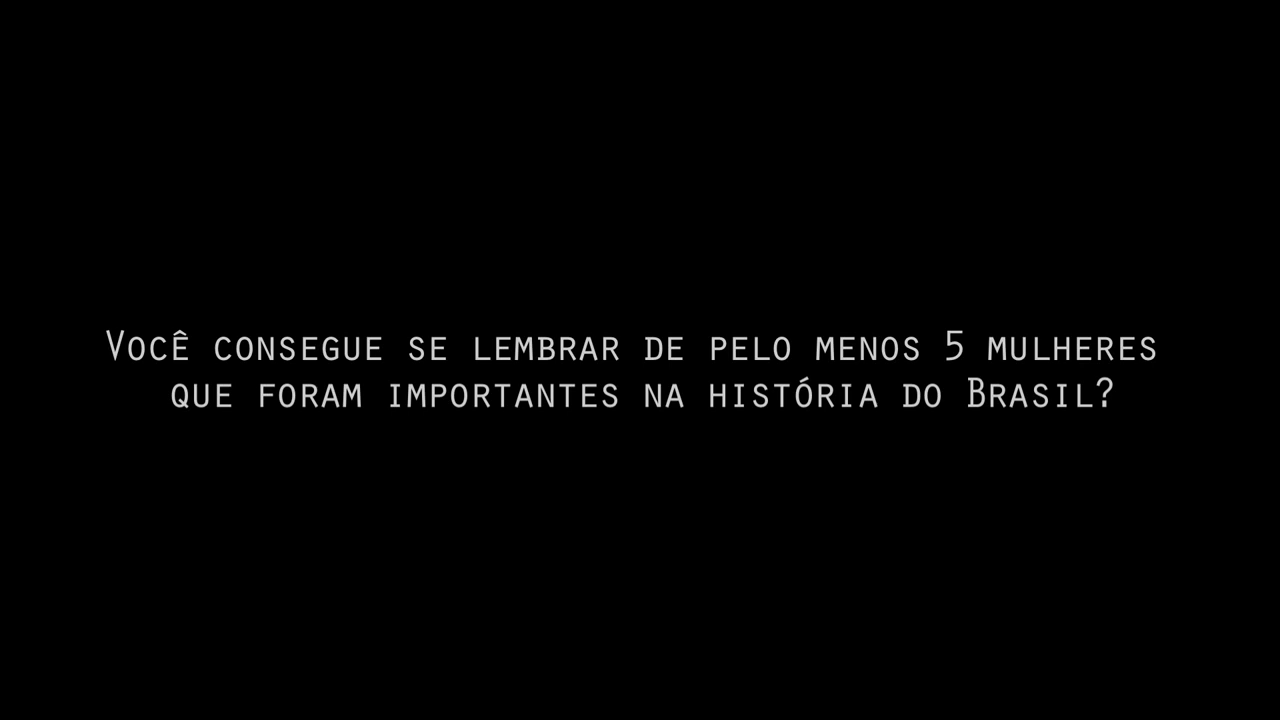 Você consegue se lembrar de pelo menos 5 mulheres
que foram importantes na história do Brasil?